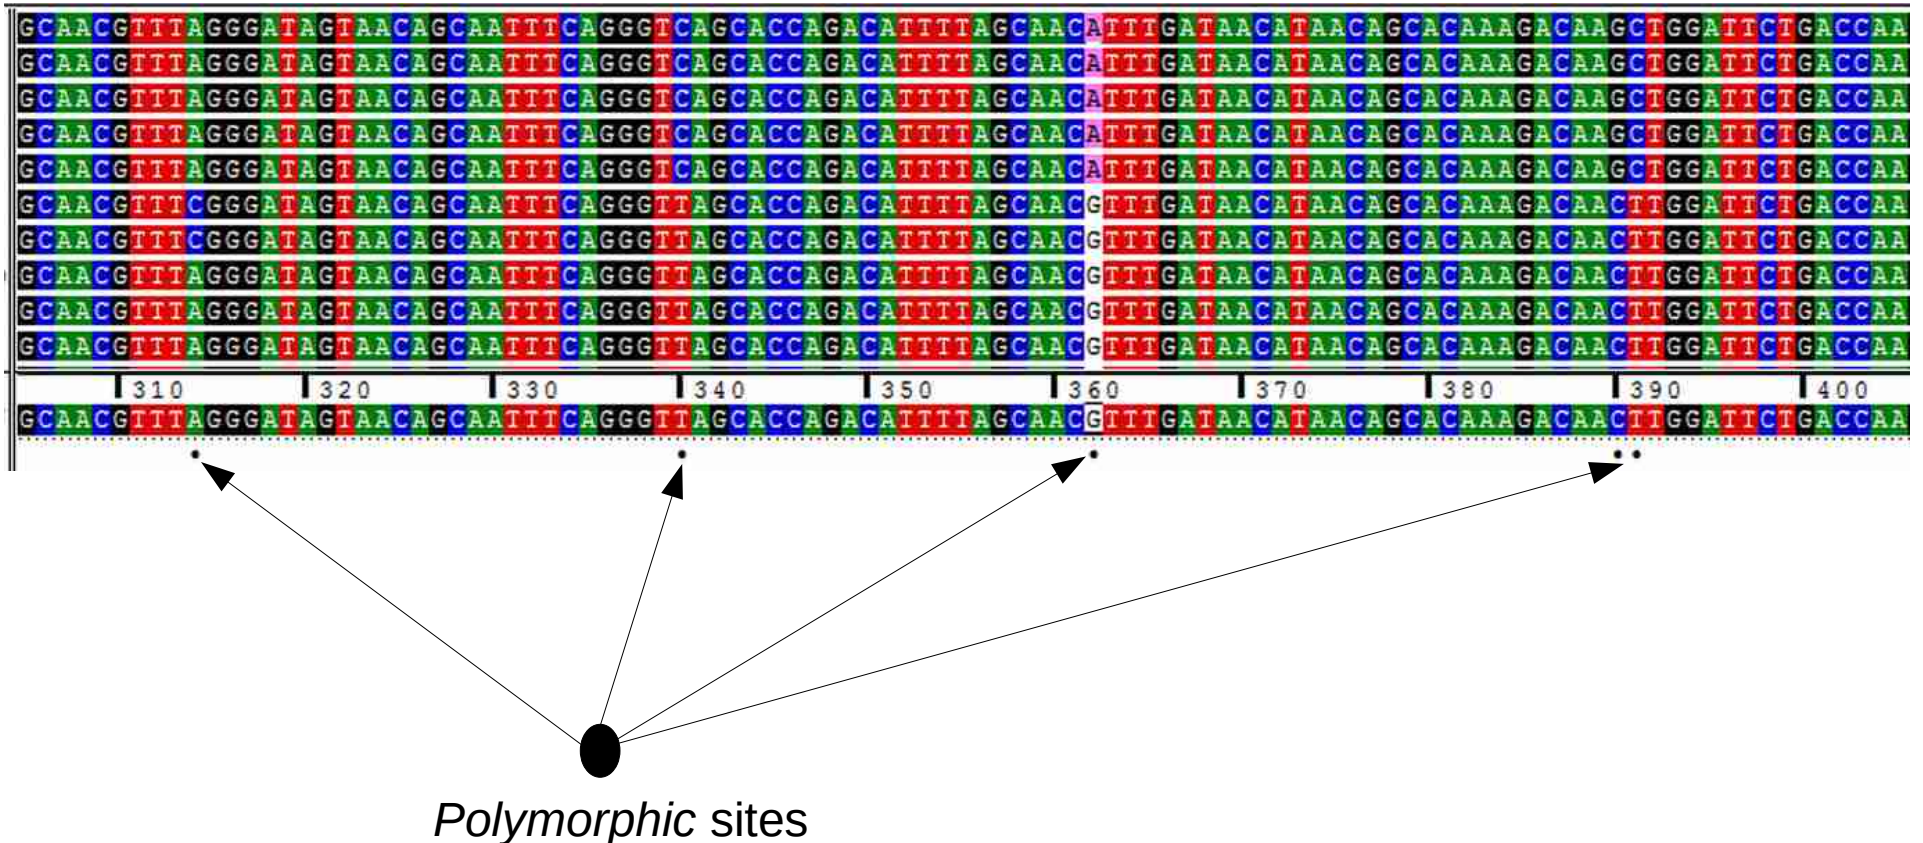 GCAACGTTTAGGGATAGTAACAGCAATTTCAGGGTCAGCACCAGACATTTTAGCAACATTTGATAACATAACAGCACAAAGACAAGCTGGATTCTGACCAA
GCAACGTTTAGGGATAGTAACAGCAATTTCAGGGTCAGCACCAGACATTTTAGCAACATTTGATAACATAACAGCACAAAGACAAGCTGGATTCTGACCAA
GCAACGTTTAGGGATAGTAACAGCAATTTCAGGGTCAGCACCAGACATTTTAGCAACATTTGATAACATAACAGCACAAAGACAAGCTGGATTCTGACCAA
GCAACGTTTAGGGATAGTAACAGCAATTTCAGGGTCAGCACCAGACATTTTAGCAACATTTGATAACATAACAGCACAAAGACAAGCTGGATTCTGACCAA
GCAACGTTTAGGGATAGTAACAGCAATTTCAGGGTCAGCACCAGACATTTTAGCAACATTTGATAACATAACAGCACAAAGACAAGCTGGATTCTGACCAA
GCAACGTTTCGGGATAGTAACAGCAATTTCAGGGTTAGCACCAGACATTTTAGCAACGTTTGATAACATAACAGCACAAAGACAACTTGGATTCTGACCAA
GCAACGTTTCGGGATAGTAACAGCAATTTCAGGGTTAGCACCAGACATTTTAGCAACGTTTGATAACATAACAGCACAAAGACAACTTGGATTCTGACCAA
GCAACGTTTAGGGATAGTAACAGCAATTTCAGGGTTAGCACCAGACATTTTAGCAACGTTTGATAACATAACAGCACAAAGACAACTTGGATTCTGACCAA
GCAACGTTTAGGGATAGTAACAGCAATTTCAGGGTTAGCACCAGACATTTTAGCAACGTTTGATAACATAACAGCACAAAGACAACTTGGATTCTGACCAA
GCAACGTTTAGGGATAGTAACAGCAATTTCAGGGTTAGCACCAGACATTTTAGCAACGTTTGATAACATAACAGCACAAAGACAACTTGGATTCTGACCAA
310 320 330 340 350 360 370 380 390 400
GCAACGTTTAGGGATAGTAACAGCAATTTCAGGGTTAGCACCAGACATTTTAGCAACGTTTGATAACATAACAGCACAAAGACAACTTGGATTCTGACCAA
Polymorphic sites